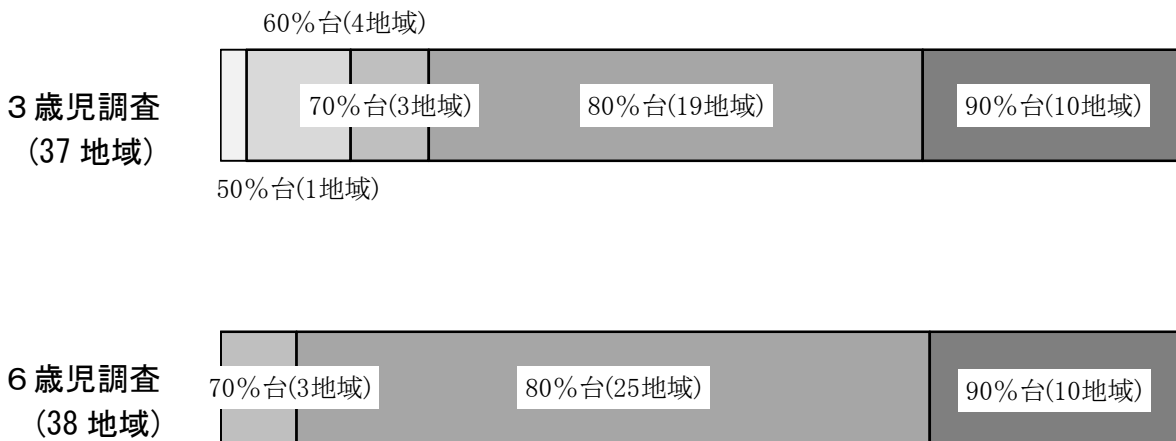 60%台(4地域)
3歳児調査
(37 地域)
70%台(3地域)
80%台(19地域)
90%台(10地域)
50%台(1地域)
6歳児調査
(38 地域)
70%台(3地域)
80%台(25地域)
90%台(10地域)